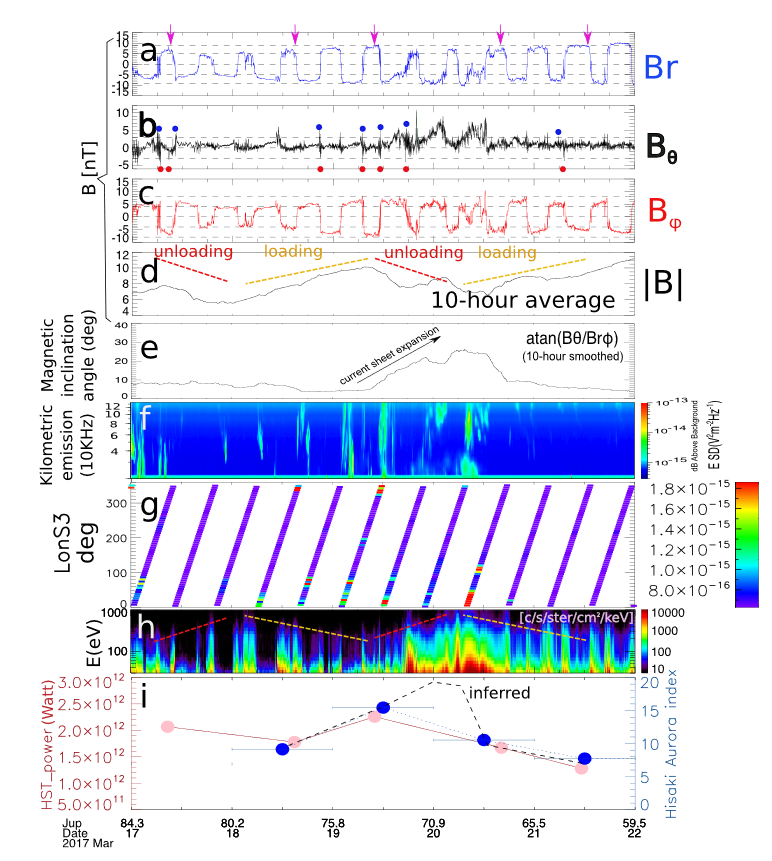 B [nT]
a
15
10
5
0
-5
-10
-15
Br
b
10
5
0
-5
Bθ
c
15
10
5
0
-5
-10
Bφ
d
12
10
8
6
4
unloading
loading
unloading
loading
10-hour average
|B|
Magnetic
inclination
angle (deg)
e
40
30
20
10
0
current sheet expansion
atan(Bθ/Brφ)
(10-hour smoothed)
Kilometric
emission
(10KHz)
f
12
10
8
6
4
10⁻¹³
10⁻¹⁴
10⁻¹⁵
dB Above Background
E SD(V²m⁻²Hz⁻¹)
LonS3
deg
g
300
200
100
0
1.8×10⁻¹⁵
1.6×10⁻¹⁵
1.4×10⁻¹⁵
1.2×10⁻¹⁵
1.0×10⁻¹⁵
8.0×10⁻¹⁶
E(eV)
h
1000
100
[c/s/ster/cm²/keV]
10000
1000
100
10
HST_power (Watt)
i
3.0×10¹²
2.5×10¹²
2.0×10¹²
1.5×10¹²
1.0×10¹²
5.0×10¹¹
inferred
20
15
10
5
0
Hisaki Aurora index
Jup 84.3 80.2 75.8 70.9 65.5 59.5
Date 17 18 19 20 21 22
2017 Mar